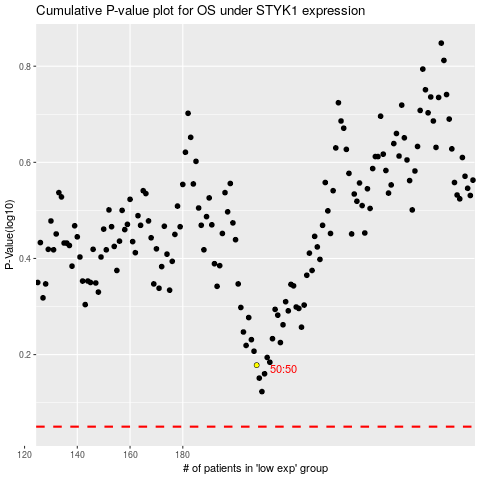 Cumulative P-value plot for OS under STYK1 expression
P-Value(log10)
0.8
0.6
0.4
0.2
50:50
120 140 160 180
# of patients in 'low exp' group